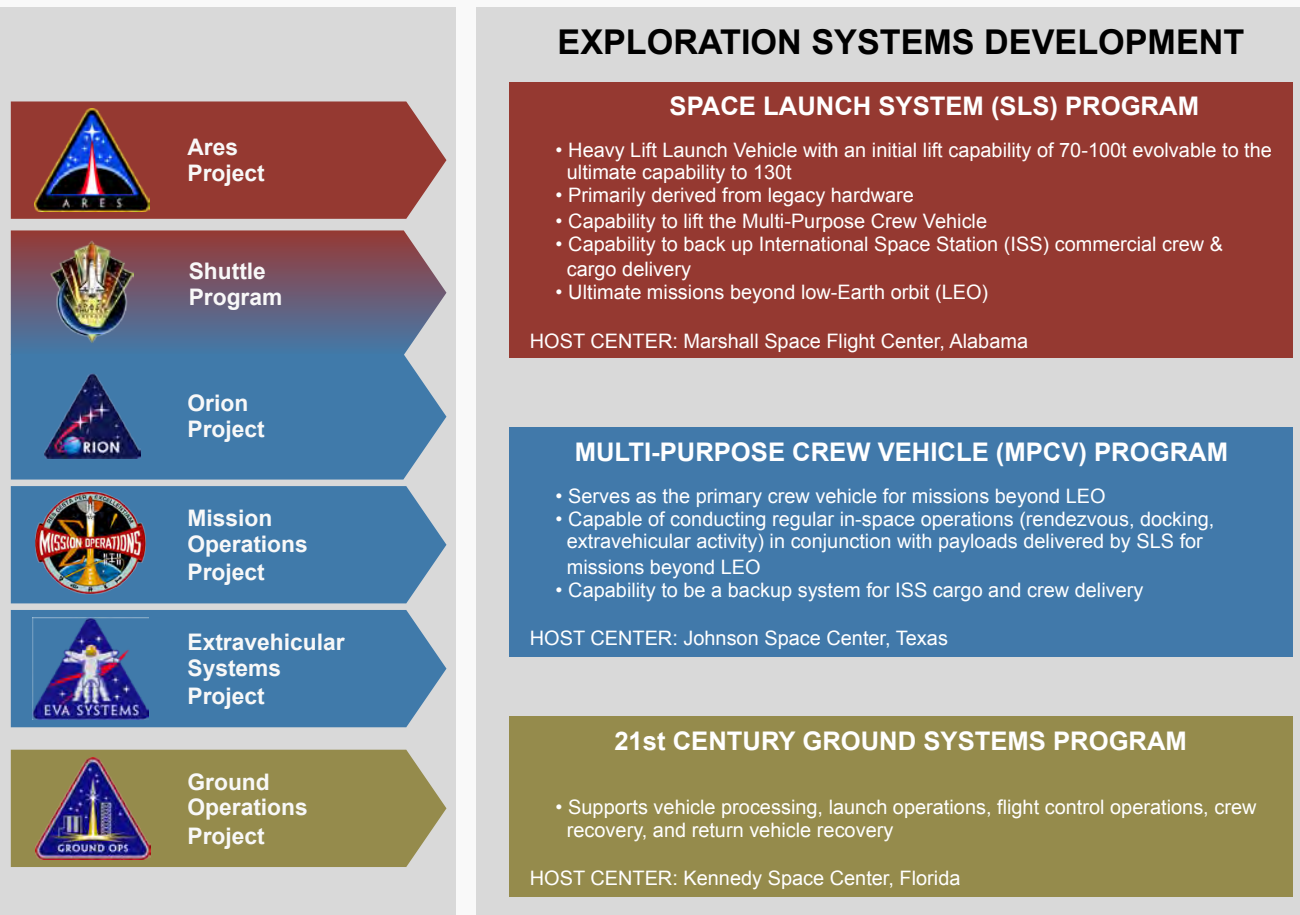 ARES
Ares
Project
Shuttle
Program
ORION
Orion
Project
MISSION OPERATIONS
Mission
Operations
Project
EVA SYSTEMS
Extravehicular
Systems
Project
GROUND OPS
Ground
Operations
Project
EXPLORATION SYSTEMS DEVELOPMENT
SPACE LAUNCH SYSTEM (SLS) PROGRAM
• Heavy Lift Launch Vehicle with an initial lift capability of 70-100t evolvable to the
ultimate capability to 130t
• Primarily derived from legacy hardware
• Capability to lift the Multi-Purpose Crew Vehicle
• Capability to back up International Space Station (ISS) commercial crew &
cargo delivery
• Ultimate missions beyond low-Earth orbit (LEO)
HOST CENTER: Marshall Space Flight Center, Alabama
MULTI-PURPOSE CREW VEHICLE (MPCV) PROGRAM
• Serves as the primary crew vehicle for missions beyond LEO
• Capable of conducting regular in-space operations (rendezvous, docking,
extravehicular activity) in conjunction with payloads delivered by SLS for
missions beyond LEO
• Capability to be a backup system for ISS cargo and crew delivery
HOST CENTER: Johnson Space Center, Texas
21st CENTURY GROUND SYSTEMS PROGRAM
• Supports vehicle processing, launch operations, flight control operations, crew
recovery, and return vehicle recovery
HOST CENTER: Kennedy Space Center, Florida